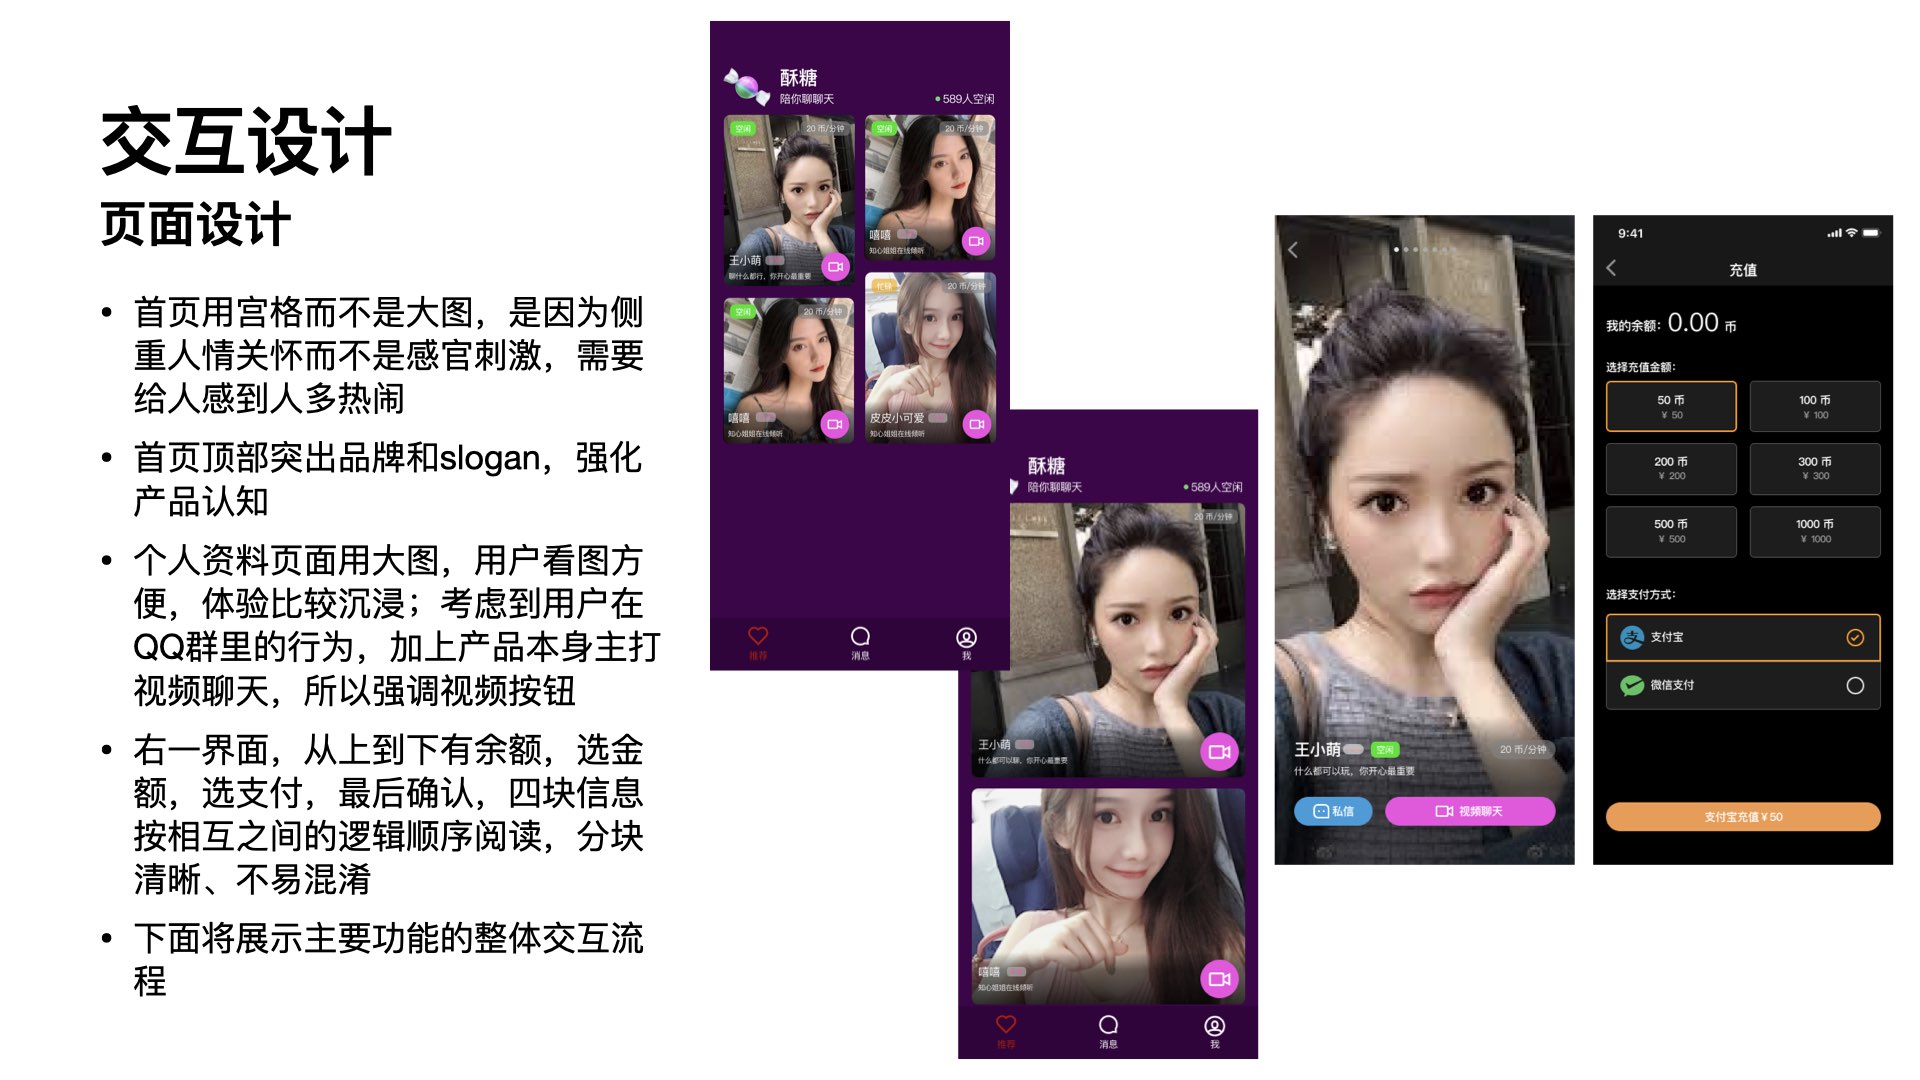 交互设计
页面设计
• 首页用宫格而不是大图，是因为侧
重人情关怀而不是感官刺激，需要
给人感到人多热闹
• 首页顶部突出品牌和slogan，强化
产品认知
• 个人资料页面用大图，用户看图方
便，体验比较沉浸；考虑到用户在
QQ群里的行为，加上产品本身主打
视频聊天，所以强调视频按钮
• 右一界面，从上到下有余额，选金
额，选支付，最后确认，四块信息
按相互之间的逻辑顺序阅读，分块
清晰、不易混淆
• 下面将展示主要功能的整体交互流
程
酥糖
陪你聊聊天
589人空闲
空闲
20 币/分钟
王小萌
聊什么都行，你开心最重要
空闲
20 币/分钟
嘻嘻
知心姐姐在线倾听
空闲
20 币/分钟
嘻嘻
知心姐姐在线倾听
忙碌
20 币/分钟
皮皮小可爱
知心姐姐在线倾听
推荐
消息
我
酥糖
陪你聊聊天
589人空闲
20 币/分钟
王小萌
什么都可以聊，你开心最重要
嘻嘻
知心姐姐在线倾听
推荐
消息
我
王小萌
空闲
20 币/分钟
什么都可以玩，你开心最重要
私信
视频聊天
9:41
充值
我的余额：0.00 币
选择充值金额：
50 币
¥ 50
100 币
¥ 100
200 币
¥ 200
300 币
¥ 300
500 币
¥ 500
1000 币
¥ 1000
选择支付方式：
支付宝
微信支付
支付宝充值¥50